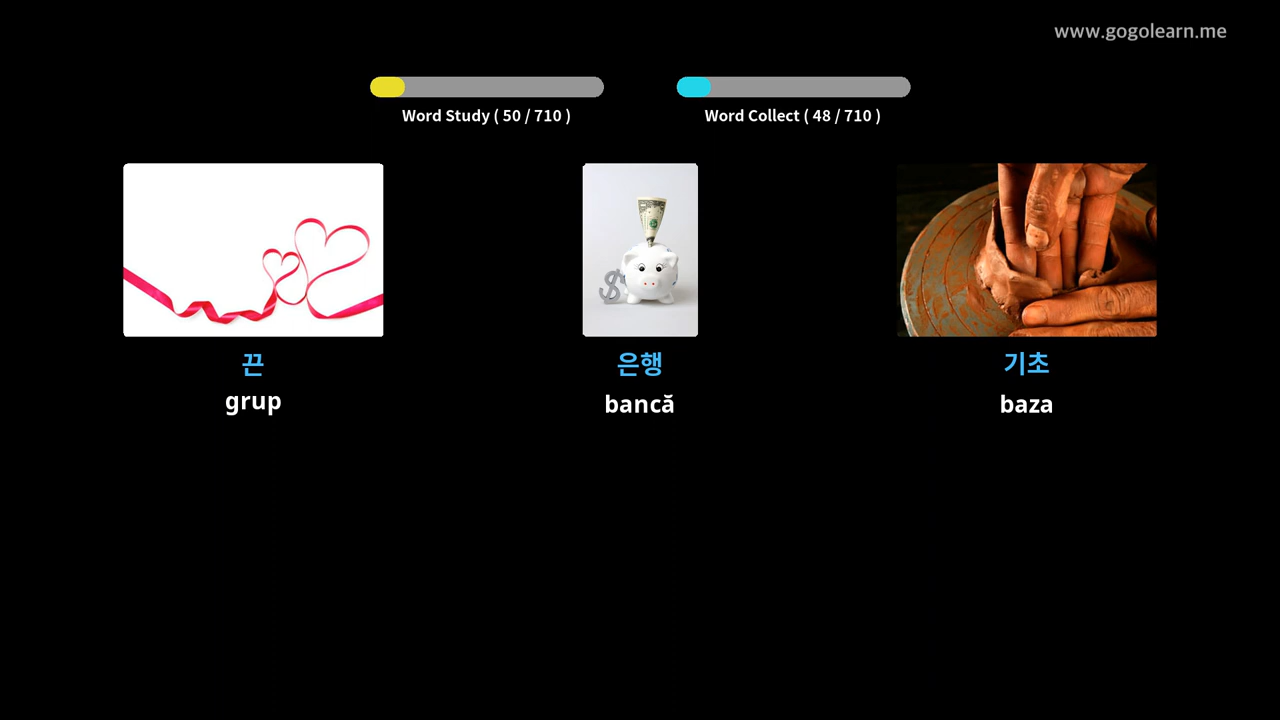 www.gogolearn.me
Word Study ( 50 / 710 )
Word Collect ( 48 / 710 )
끈
은행
기초
grup
bancă
baza